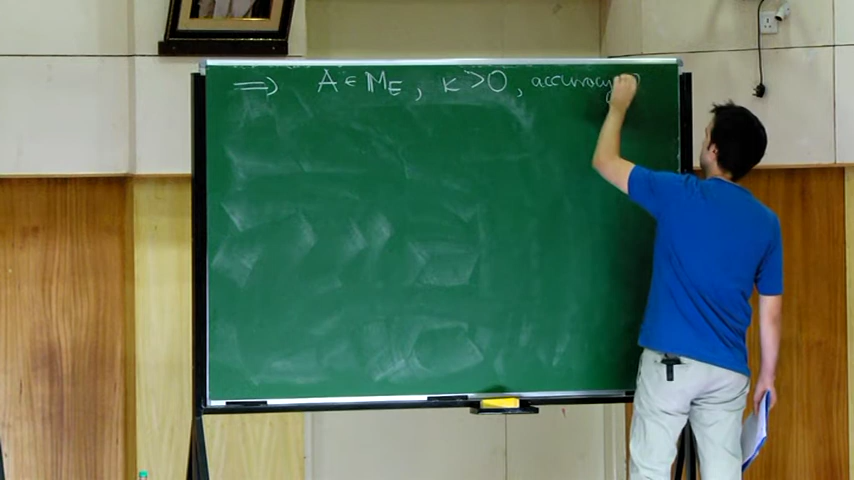 ⟹ A ∈ M_E , κ > 0 , accuracy